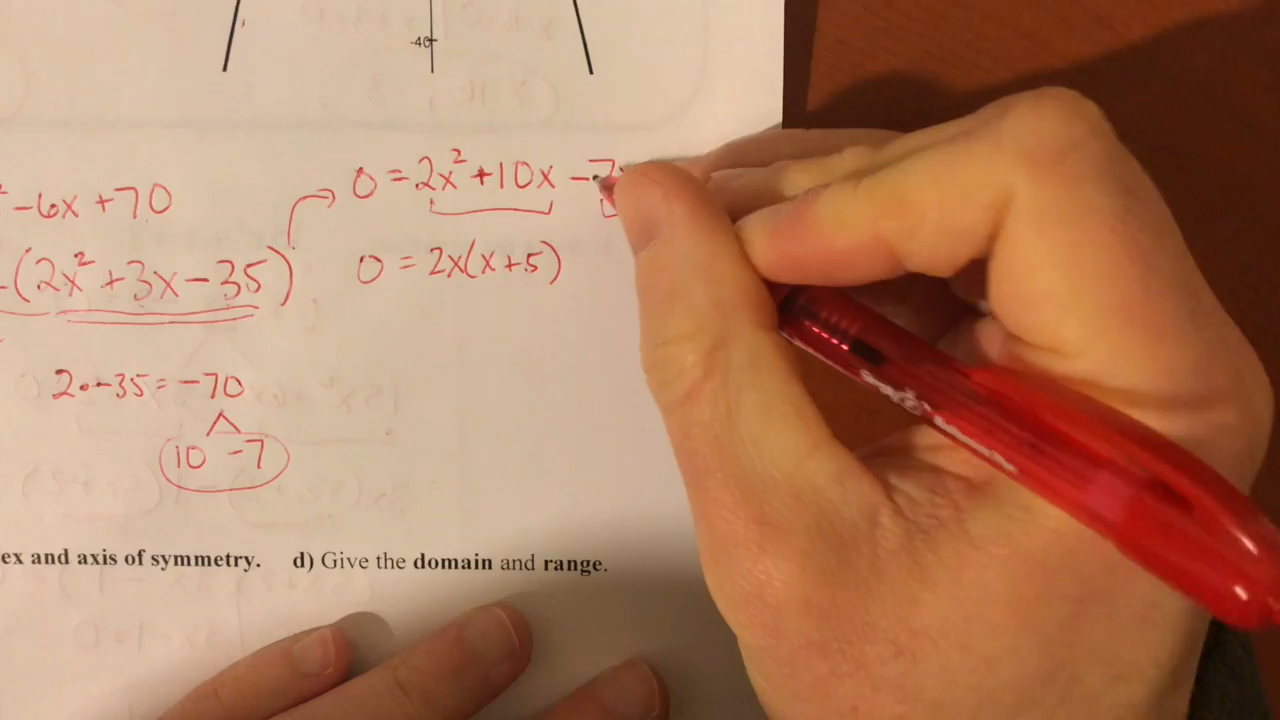 -40
0 = 2x² + 10x - 7
² - 6x + 70
-(2x² + 3x - 35)
0 = 2x(x + 5)
2 • -35 = -70
10 -7
ex and axis of symmetry. d) Give the domain and range.